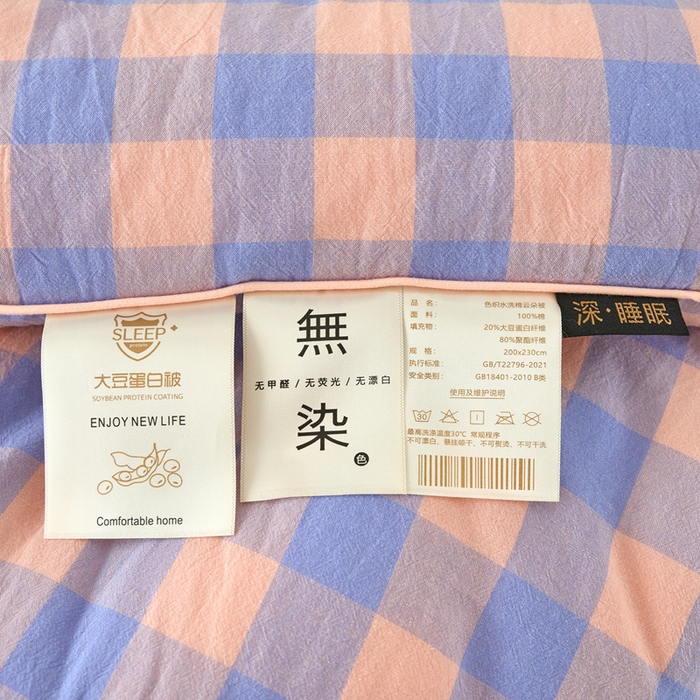 SLEEP+
protein
大豆蛋白被
SOYBEAN PROTEIN COATING
ENJOY NEW LIFE
Comfortable home
無
无甲醛/无荧光/无漂白
染
色
品 名: 色织水洗棉云朵被
面 料: 100%棉
填充物: 20%大豆蛋白纤维
80%聚酯纤维
规 格: 200x230cm
执行标准: GB/T22796-2021
安全类别: GB18401-2010 B类
使用及维护说明
30
最高洗涤温度30℃ 常规程序
不可漂白、悬挂晾干、不可熨烫、不可干洗
深·睡眠